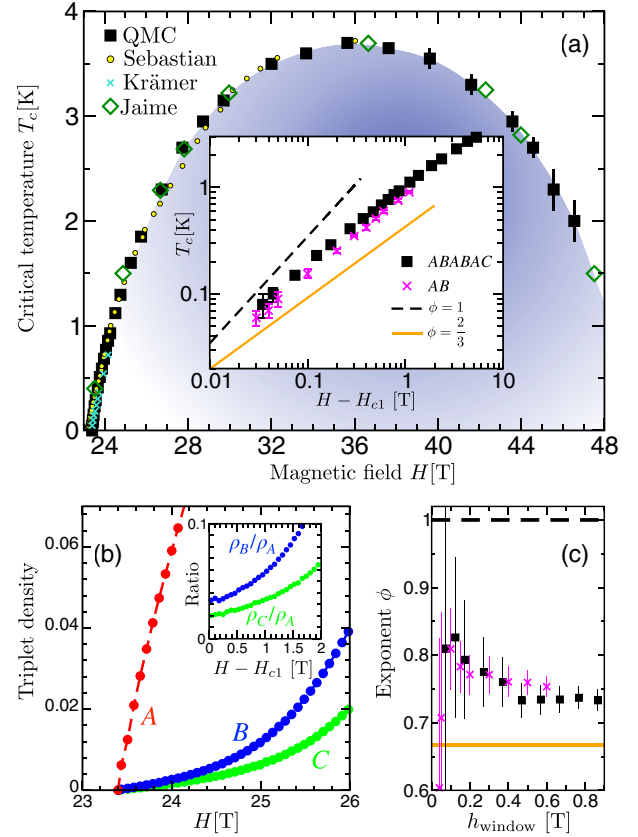 (a)
QMC
Sebastian
Krämer
Jaime
Critical temperature T_c[K]
4
3
2
1
0
24 28 32 36 40 44 48
Magnetic field H[T]
T_c[K]
1
0.1
0.01 0.1 1 10
H − H_{c1} [T]
ABABAC
AB
ϕ = 1
ϕ = 2/3
(b)
Triplet density
0.06
0.04
0.02
0
23 24 25 26
H[T]
A
B
C
Ratio
0.1
0
0 0.5 1 1.5 2
H − H_{c1} [T]
ρ_B/ρ_A
ρ_C/ρ_A
(c)
Exponent ϕ
1
0.9
0.8
0.7
0.6
0 0.2 0.4 0.6 0.8
h_window [T]